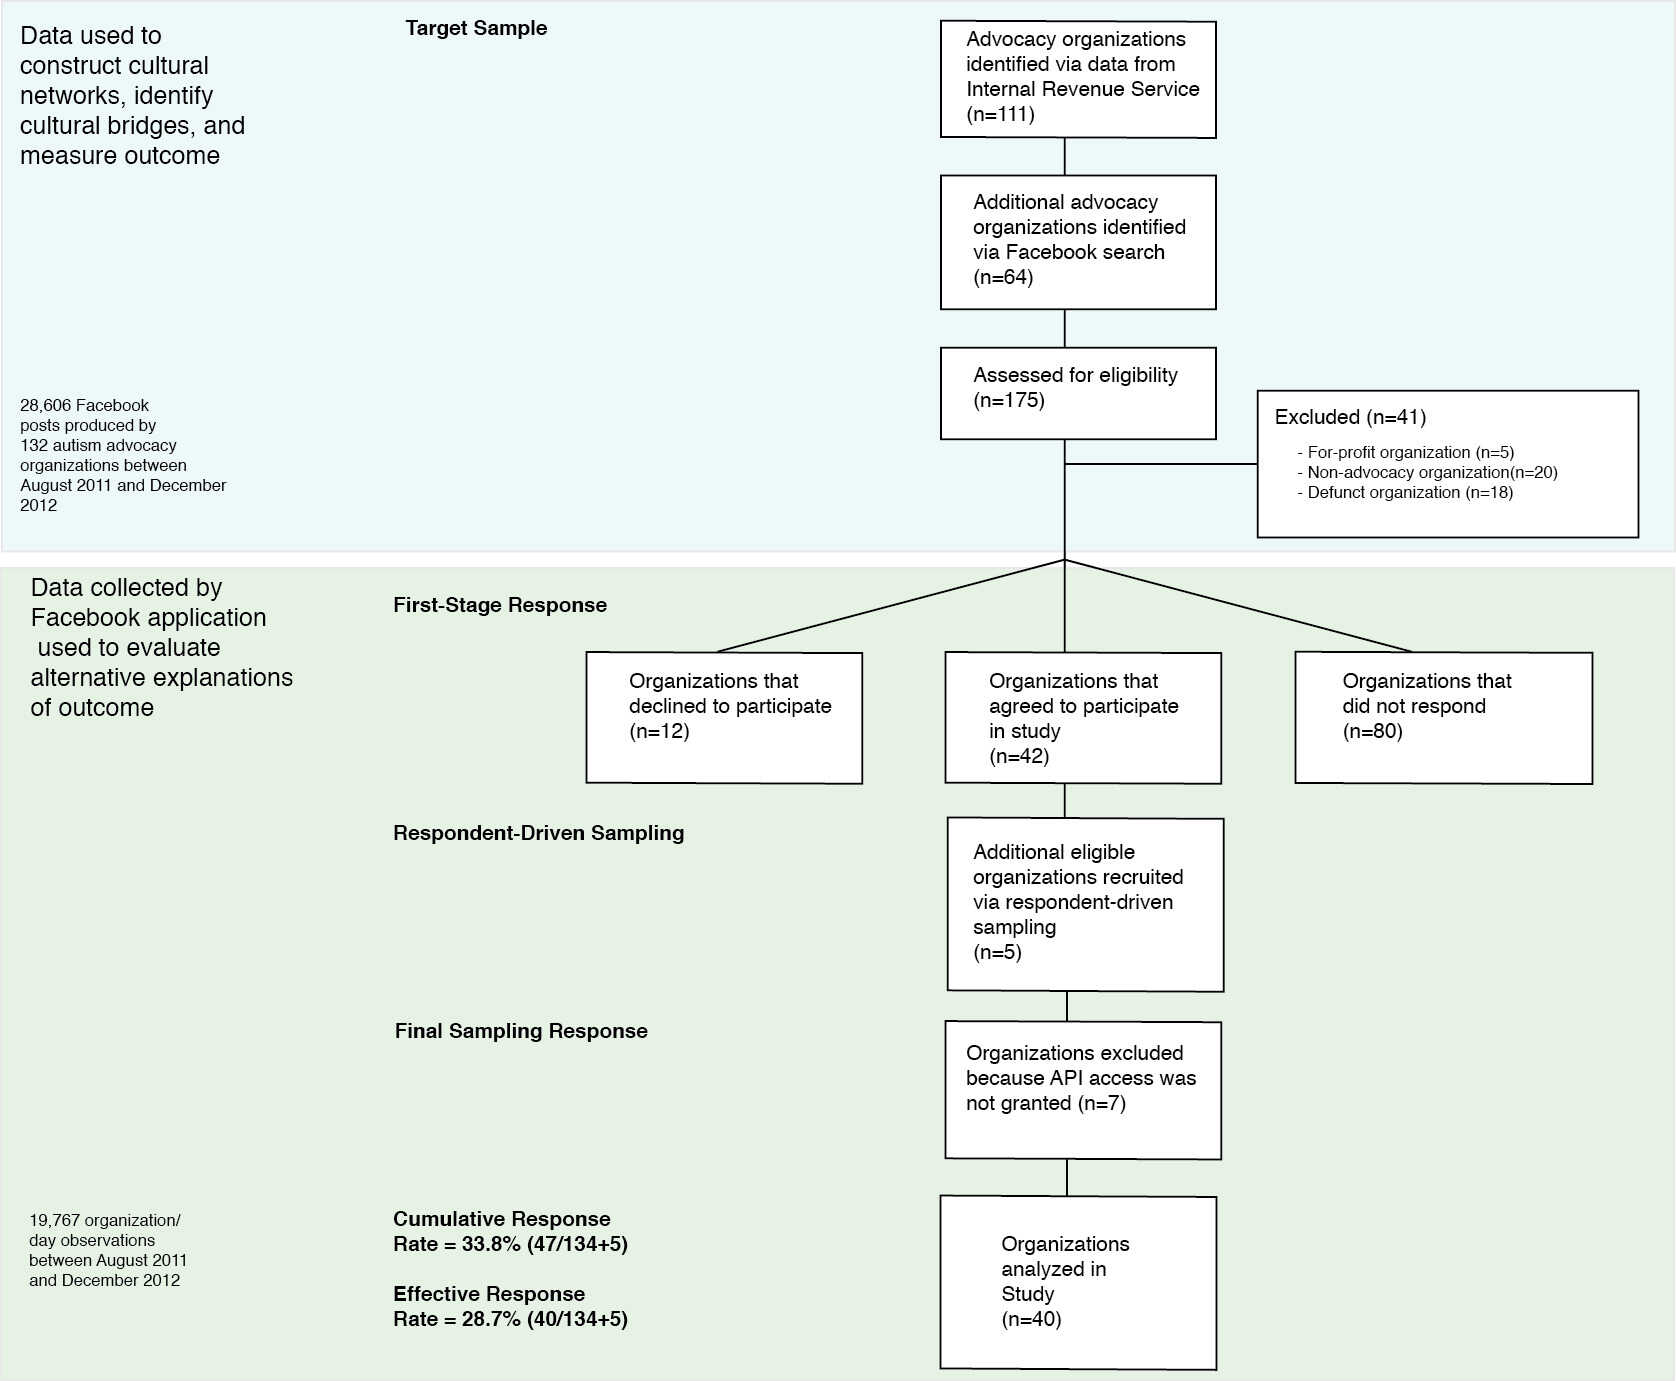 Data used to
construct cultural
networks, identify
cultural bridges, and
measure outcome
Target Sample
Advocacy organizations
identified via data from
Internal Revenue Service
(n=111)
Additional advocacy
organizations identified
via Facebook search
(n=64)
Assessed for eligibility
(n=175)
Excluded (n=41)
- For-profit organization (n=5)
- Non-advocacy organization(n=20)
- Defunct organization (n=18)
28,606 Facebook
posts produced by
132 autism advocacy
organizations between
August 2011 and December
2012
Data collected by
Facebook application
used to evaluate
alternative explanations
of outcome
First-Stage Response
Organizations that
declined to participate
(n=12)
Organizations that
agreed to participate
in study
(n=42)
Organizations that
did not respond
(n=80)
Respondent-Driven Sampling
Additional eligible
organizations recruited
via respondent-driven
sampling
(n=5)
Final Sampling Response
Organizations excluded
because API access was
not granted (n=7)
19,767 organization/
day observations
between August 2011
and December 2012
Cumulative Response
Rate = 33.8% (47/134+5)
Effective Response
Rate = 28.7% (40/134+5)
Organizations
analyzed in
Study
(n=40)